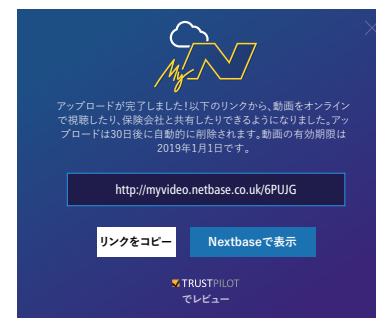 My N
アップロードが完了しました!以下のリンクから、動画をオンライン
で視聴したり、保険会社と共有したりできるようになりました。アッ
プロードは30日後に自動的に削除されます。動画の有効期限は
2019年1月1日です。
http://myvideo.netbase.co.uk/6PUJG
リンクをコピー Nextbaseで表示
TRUSTPILOT
でレビュー